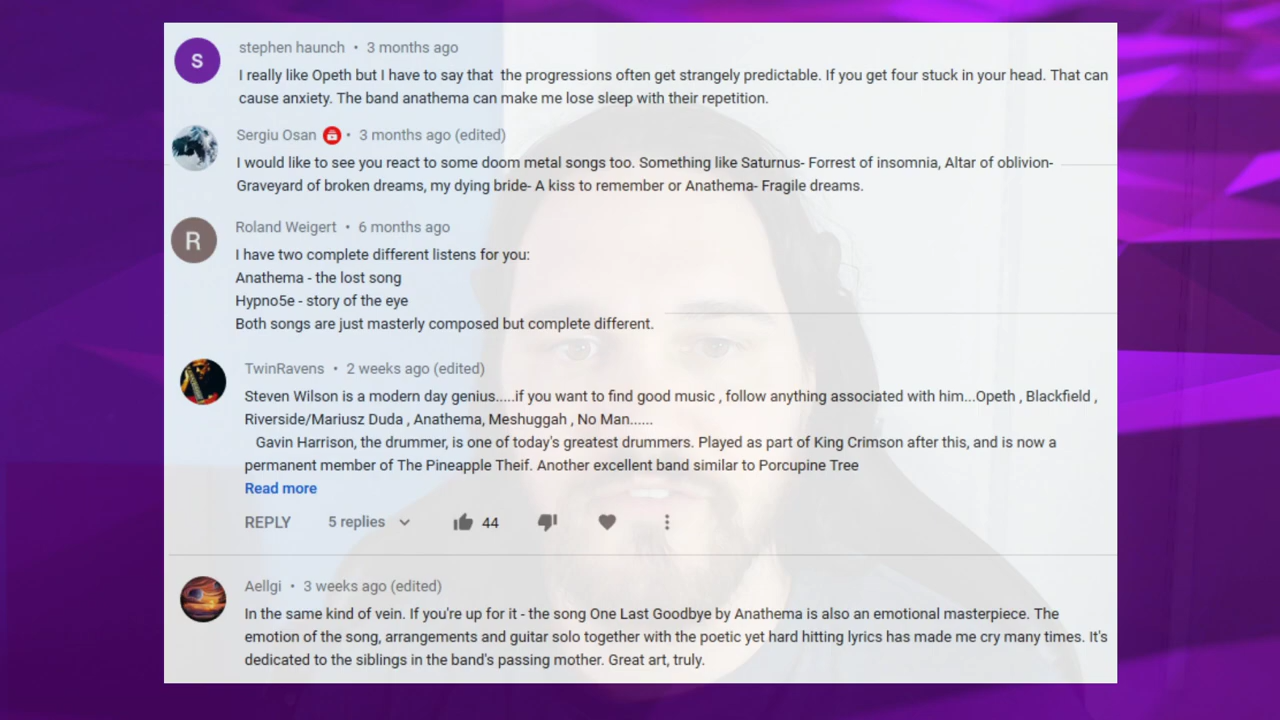 S
stephen haunch • 3 months ago
I really like Opeth but I have to say that the progressions often get strangely predictable. If you get four stuck in your head. That can
cause anxiety. The band anathema can make me lose sleep with their repetition.
Sergiu Osan • 3 months ago (edited)
I would like to see you react to some doom metal songs too. Something like Saturnus- Forrest of insomnia, Altar of oblivion-
Graveyard of broken dreams, my dying bride- A kiss to remember or Anathema- Fragile dreams.
R
Roland Weigert • 6 months ago
I have two complete different listens for you:
Anathema - the lost song
Hypno5e - story of the eye
Both songs are just masterly composed but complete different.
TwinRavens • 2 weeks ago (edited)
Steven Wilson is a modern day genius.....if you want to find good music , follow anything associated with him...Opeth , Blackfield ,
Riverside/Mariusz Duda , Anathema, Meshuggah , No Man......
Gavin Harrison, the drummer, is one of today's greatest drummers. Played as part of King Crimson after this, and is now a
permanent member of The Pineapple Theif. Another excellent band similar to Porcupine Tree
Read more
REPLY 5 replies 44
Aellgi • 3 weeks ago (edited)
In the same kind of vein. If you're up for it - the song One Last Goodbye by Anathema is also an emotional masterpiece. The
emotion of the song, arrangements and guitar solo together with the poetic yet hard hitting lyrics has made me cry many times. It's
dedicated to the siblings in the band's passing mother. Great art, truly.